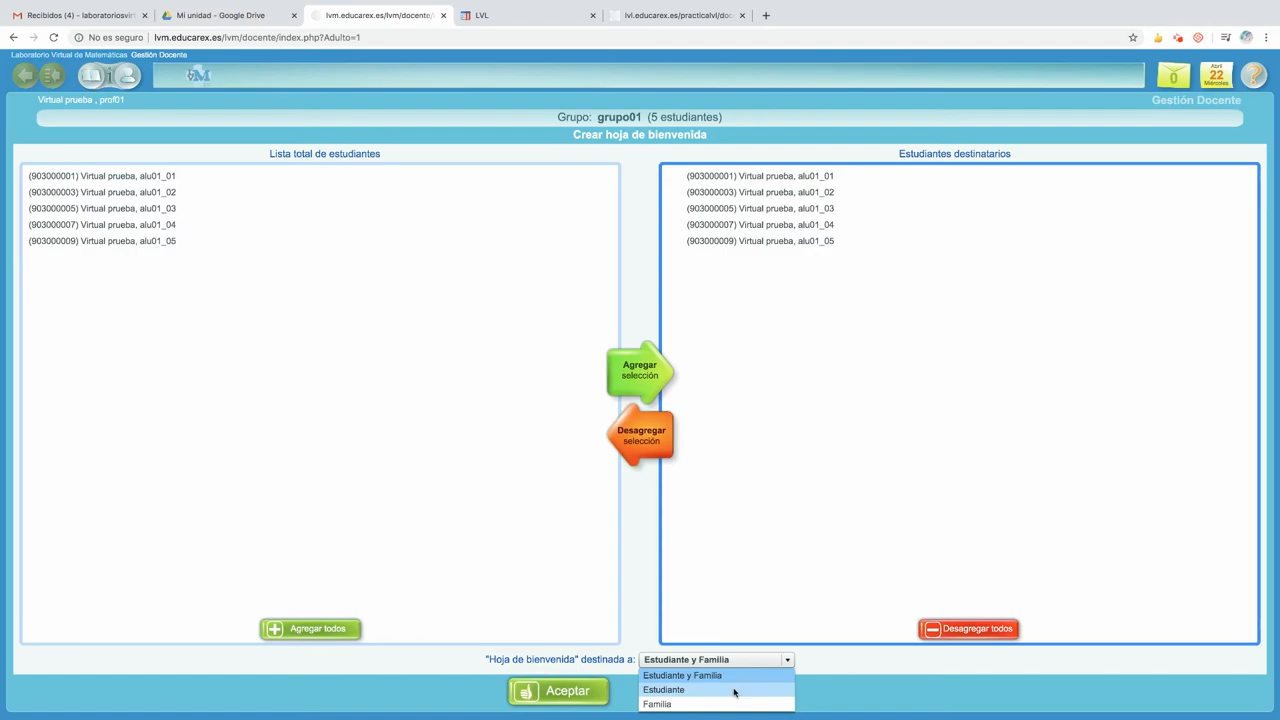 Recibidos (4) - laboratoriosvir
Mi unidad - Google Drive
lvm.educarex.es/lvm/docente/
LVL
lvl.educarex.es/practicalvl/doc
No es seguro
lvm.educarex.es/lvm/docente/index.php?Adulto=1
Laboratorio Virtual de Matemáticas Gestión Docente
0
Abril
22
Miércoles
?
Virtual prueba , prof01
Gestión Docente
Grupo: grupo01 (5 estudiantes)
Crear hoja de bienvenida
Lista total de estudiantes
Estudiantes destinatarios
(903000001) Virtual prueba, alu01_01
(903000003) Virtual prueba, alu01_02
(903000005) Virtual prueba, alu01_03
(903000007) Virtual prueba, alu01_04
(903000009) Virtual prueba, alu01_05
(903000001) Virtual prueba, alu01_01
(903000003) Virtual prueba, alu01_02
(903000005) Virtual prueba, alu01_03
(903000007) Virtual prueba, alu01_04
(903000009) Virtual prueba, alu01_05
Agregar
selección
Desagregar
selección
Agregar todos
Desagregar todos
"Hoja de bienvenida" destinada a:
Estudiante y Familia
Estudiante y Familia
Estudiante
Familia
Aceptar